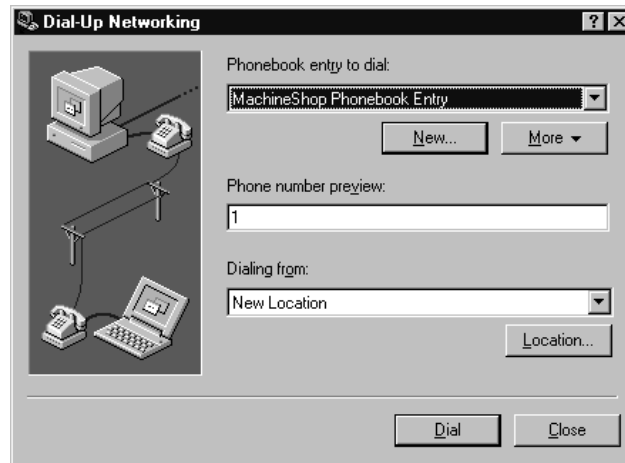 Dial-Up Networking
Phonebook entry to dial:
MachineShop Phonebook Entry
New... More
Phone number preview:
1
Dialing from:
New Location
Location...
Dial Close